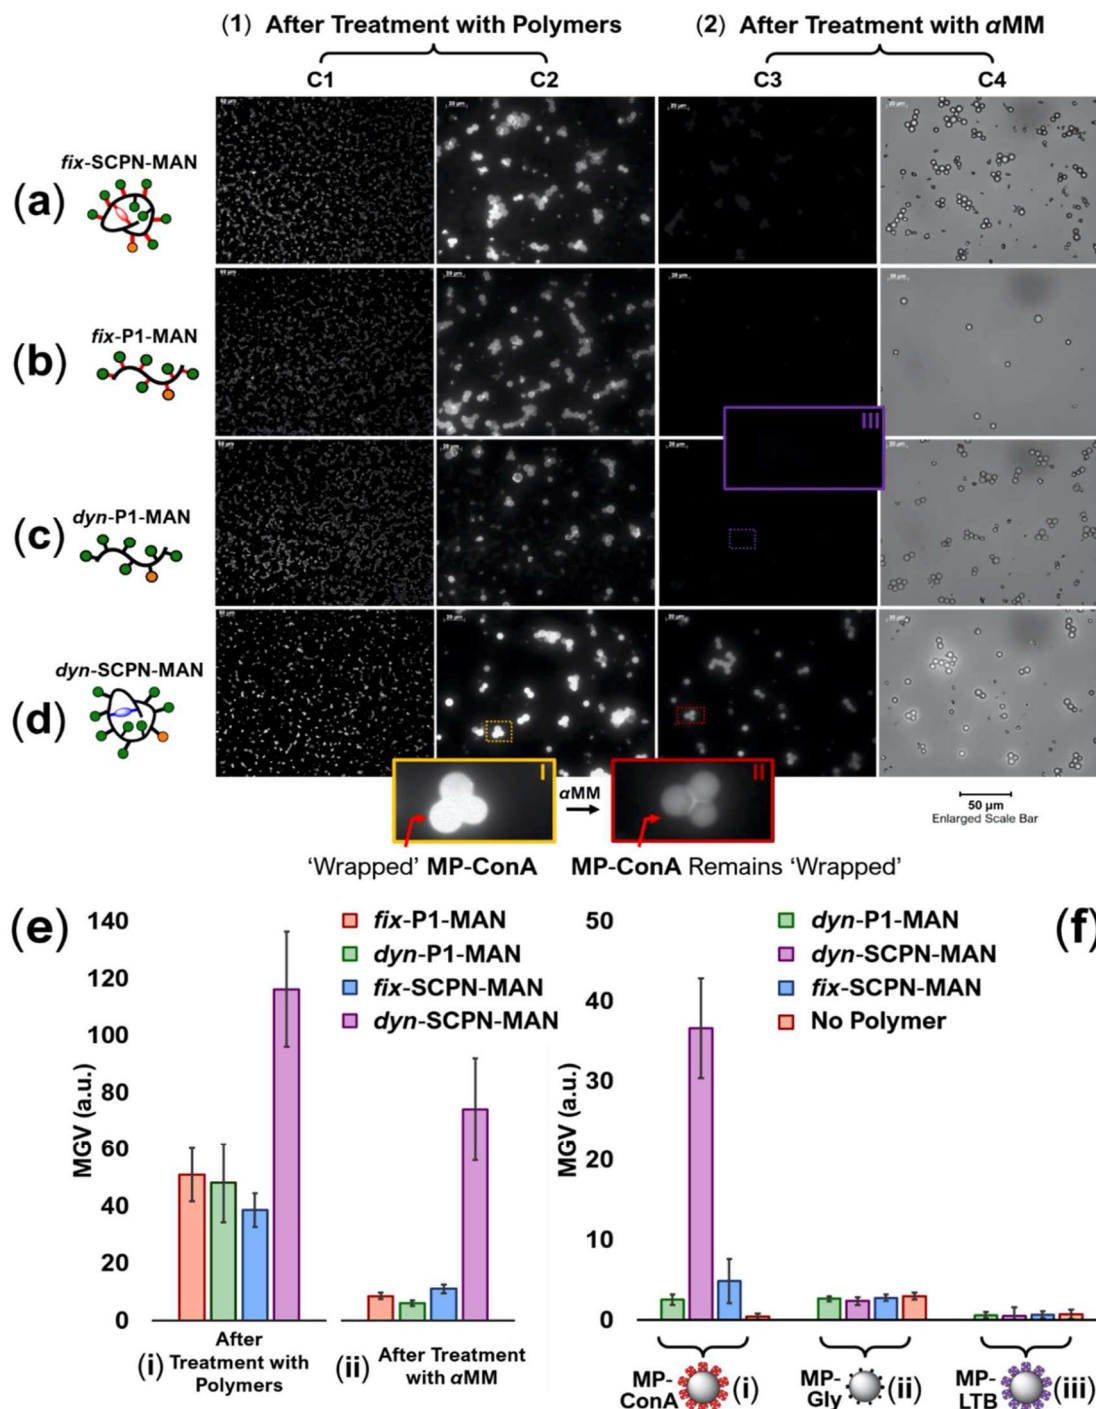 (1) After Treatment with Polymers
(2) After Treatment with αMM
C1
C2
C3
C4
fix-SCPN-MAN
(a)
fix-P1-MAN
(b)
III
dyn-P1-MAN
(c)
dyn-SCPN-MAN
(d)
I
αMM
II
50 µm
Enlarged Scale Bar
'Wrapped' MP-ConA
MP-ConA Remains 'Wrapped'
(e)
140
120
100
80
60
40
20
0
MGV (a.u.)
fix-P1-MAN
dyn-P1-MAN
fix-SCPN-MAN
dyn-SCPN-MAN
(i)
After
Treatment with
Polymers
(ii)
After Treatment
with αMM
(f)
50
40
30
20
10
0
MGV (a.u.)
dyn-P1-MAN
dyn-SCPN-MAN
fix-SCPN-MAN
No Polymer
MP-
ConA
(i)
MP-
Gly
(ii)
MP-
LTB
(iii)